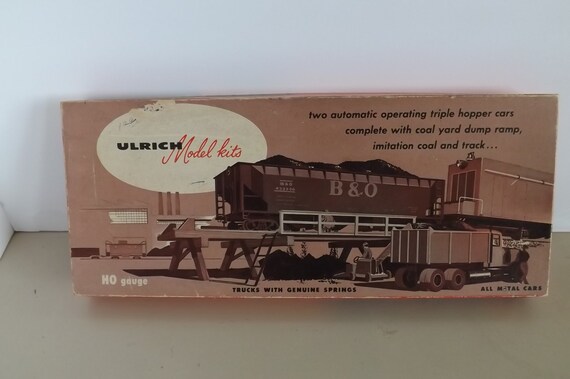 two automatic operating triple hopper cars
complete with coal yard dump ramp,
imitation coal and track...
ULRICH Model kits
B & O
HO gauge
TRUCKS WITH GENUINE SPRINGS
ALL METAL CARS